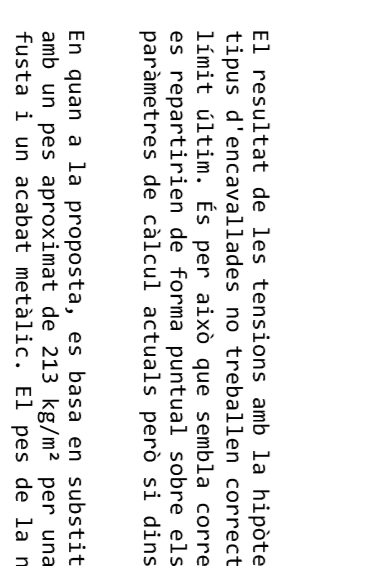 El resultat de les tensions amb la hipòte
tipus d'encavallades no treballen correct
límit últim. És per això que sembla corre
es repartirien de forma puntual sobre els
paràmetres de càlcul actuals però si dins
En quan a la proposta, es basa en substit
amb un pes aproximat de 213 kg/m² per una
fusta i un acabat metàlic. El pes de la n